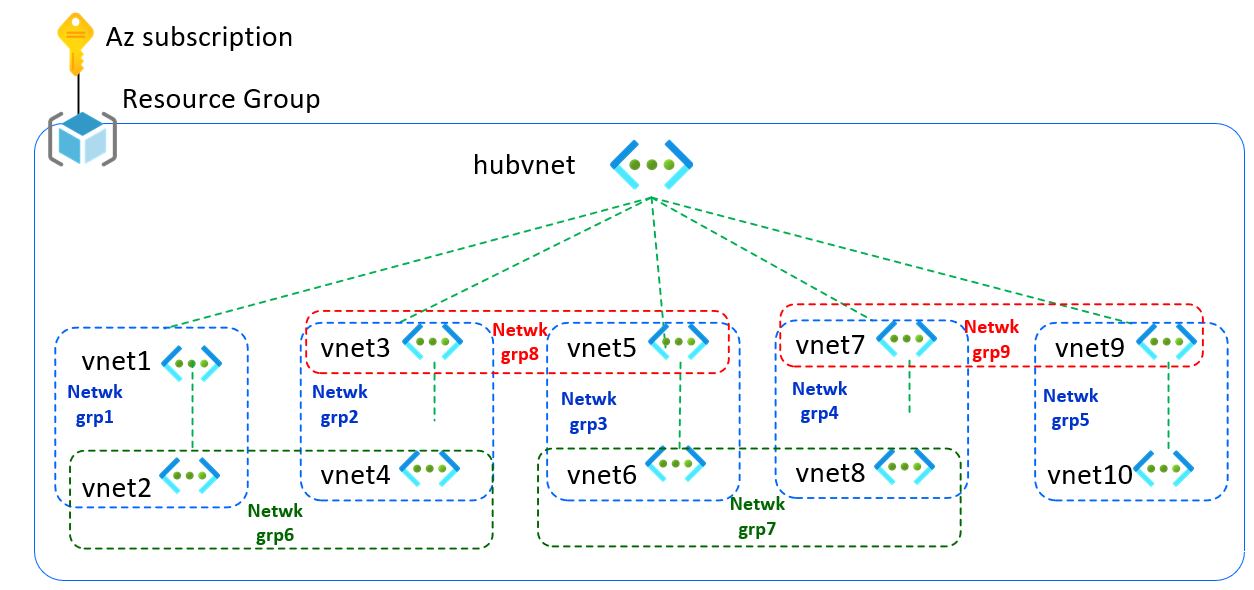 Az subscription
Resource Group
hubvnet
vnet1
Netwk
grp1
vnet2
vnet3
Netwk
grp2
vnet4
Netwk
grp8
vnet5
Netwk
grp3
vnet6
vnet7
Netwk
grp4
vnet8
Netwk
grp9
vnet9
Netwk
grp5
vnet10
Netwk
grp6
Netwk
grp7